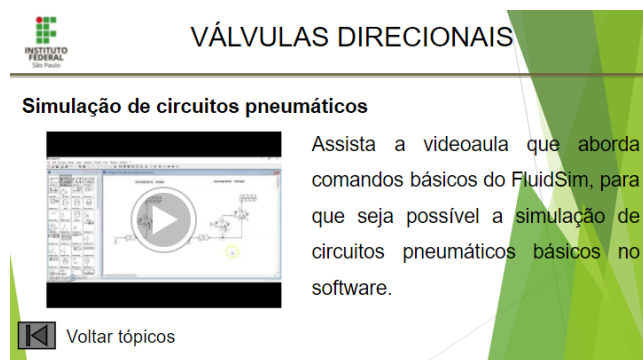 INSTITUTO
FEDERAL
São Paulo
VÁLVULAS DIRECIONAIS
Simulação de circuitos pneumáticos
Assista a videoaula que aborda
comandos básicos do FluidSim, para
que seja possível a simulação de
circuitos pneumáticos básicos no
software.
Voltar tópicos